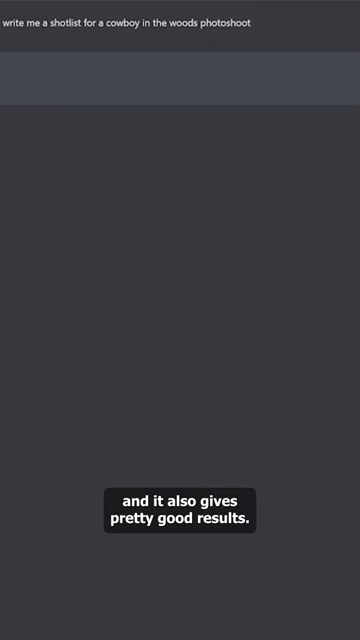 write me a shotlist for a cowboy in the woods photoshoot
and it also gives
pretty good results.